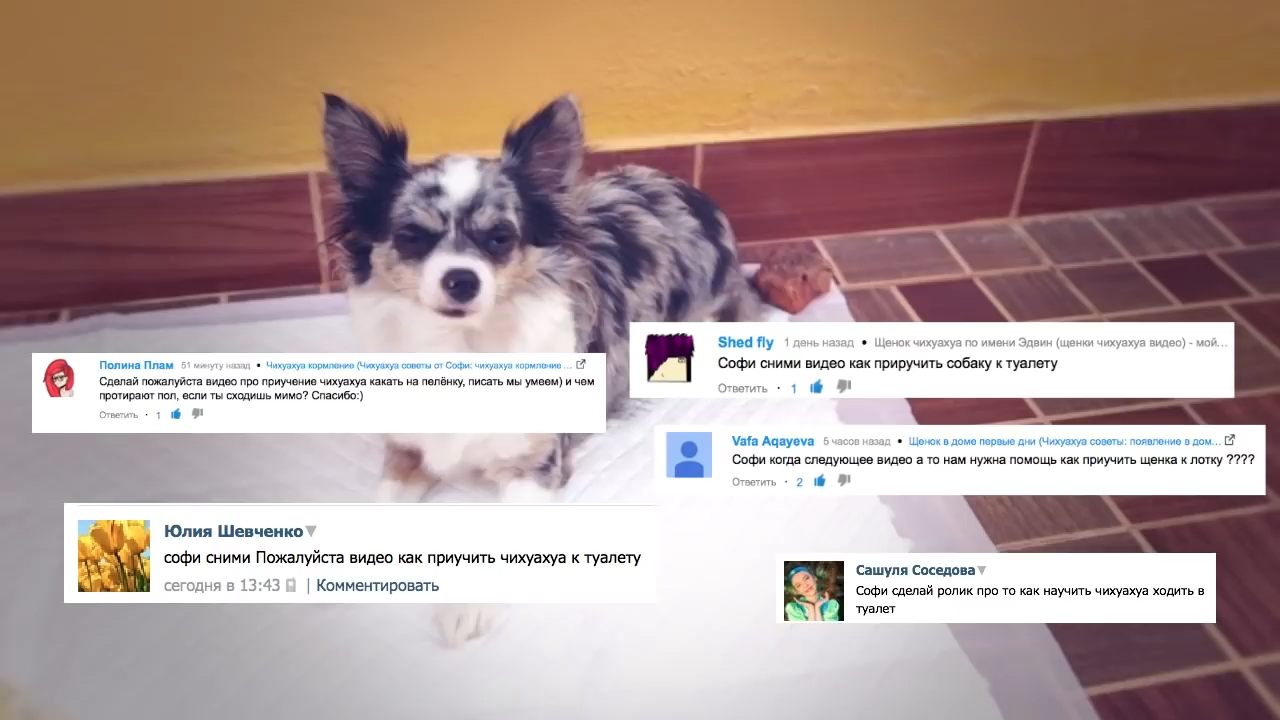 Полина Плам 51 минуту назад • Чихуахуа кормление (Чихуахуа советы от Софи: чихуахуа кормление ...
Сделай пожалуйста видео про приучение чихуахуа какать на пелёнку, писать мы умеем) и чем
протирают пол, если ты сходишь мимо? Спасибо:)
Ответить · 1
Shed fly 1 день назад • Щенок чихуахуа по имени Эдвин (щенки чихуахуа видео) - мой...
Софи сними видео как прiручить собаку к туалету
Ответить · 1
Vafa Aqayeva 5 часов назад • Щенок в доме первые дни (Чихуахуа советы: появление в дом...
Софи когда следующее видео а то нам нужна помощь как приучить щенка к лотку ????
Ответить · 2
Юлия Шевченко
софи сними Пожалуйста видео как приучить чихуахуа к туалету
сегодня в 13:43 | Комментировать
Сашуля Соседова
Софи сделай ролик про то как научить чихуахуа ходить в
туалет